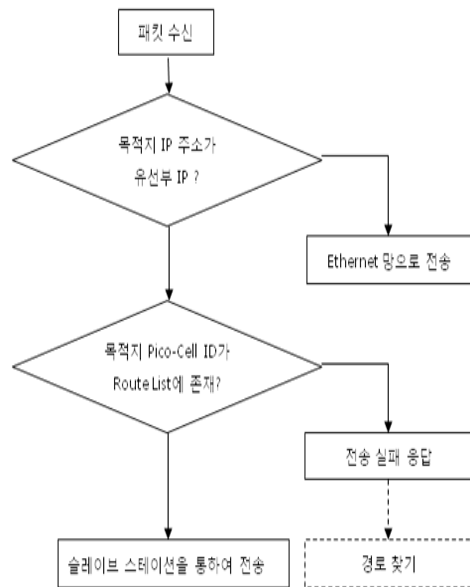 패킷 수신
목적지 IP 주소가
유선부 IP ?
Ethernet 망으로 전송
목적지 Pico-Cell ID가
Route List에 존재?
전송 실패 응답
슬레이브 스테이션을 통하여 전송
경로 찾기